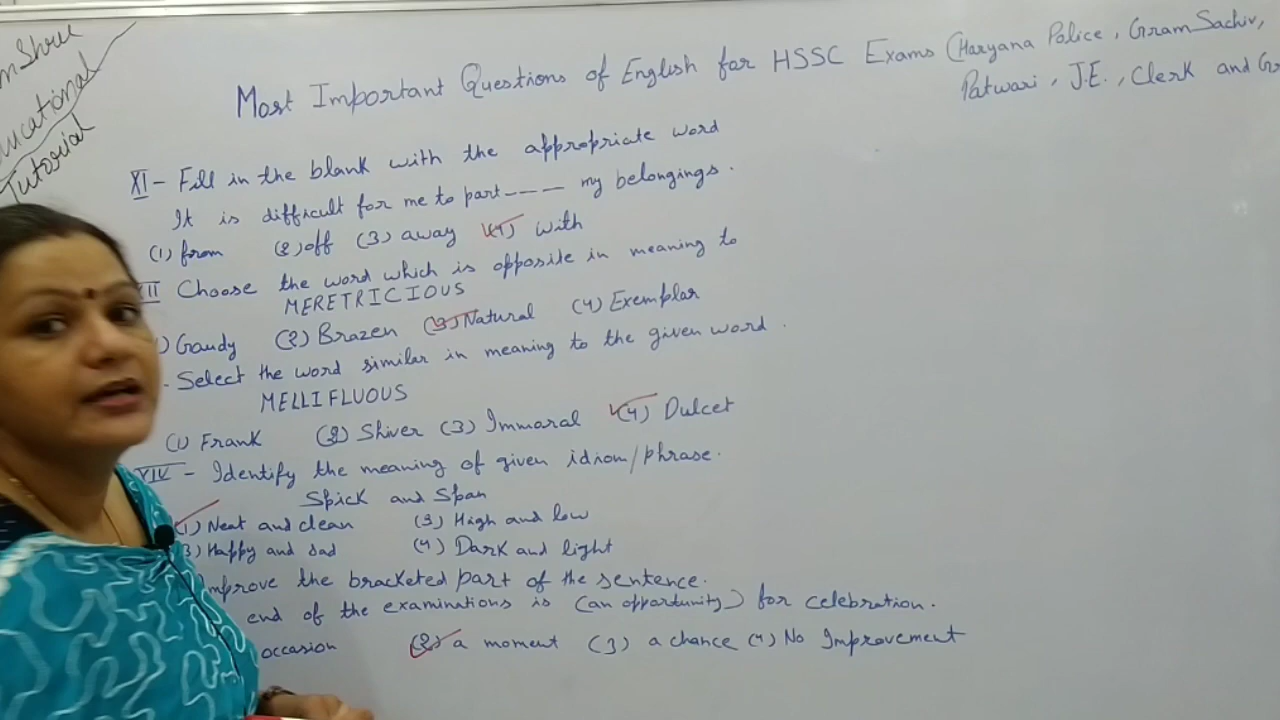 Shree
Educational
Tutorial
Most Important Questions of English for HSSC Exams (Haryana Police, Gram Sachiv,
Patwari, J.E., Clerk and
XI - Fill in the blank with the appropriate word
It is difficult for me to part---- my belongings.
(1) from (2) off (3) away (4) with
XII Choose the word which is opposite in meaning to
MERETRICIOUS
(1) Gaudy (2) Brazen (3) Natural (4) Exemplar
Select the word similar in meaning to the given word.
MELLIFLUOUS
(1) Frank (2) Shiver (3) Immoral (4) Dulcet
XIV - Identify the meaning of given idiom/phrase.
Spick and Span
(1) Neat and clean (3) High and low
(3) Happy and sad (4) Dark and light
Improve the bracketed part of the sentence.
end of the examinations is (an opportunity) for celebration.
occasion (2) a moment (3) a chance (4) No Improvement